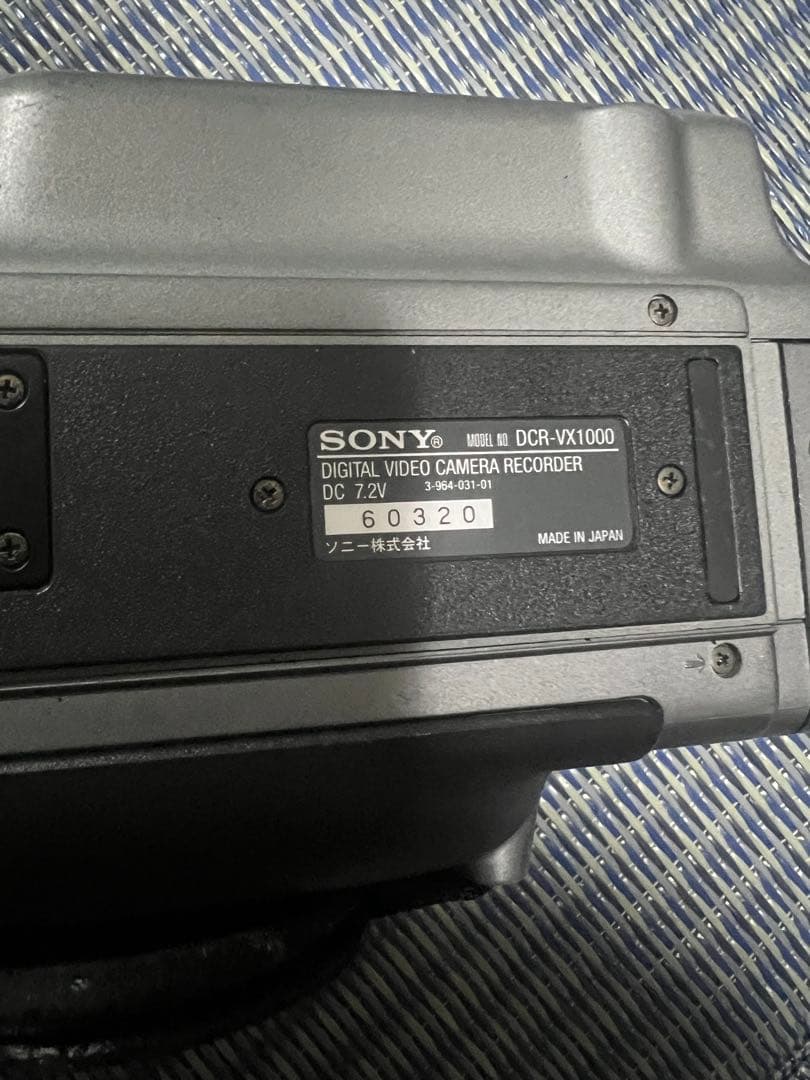 SONY® MODEL NO. DCR-VX1000
DIGITAL VIDEO CAMERA RECORDER
DC 7.2V 3-964-031-01
60320
ソニー株式会社 MADE IN JAPAN